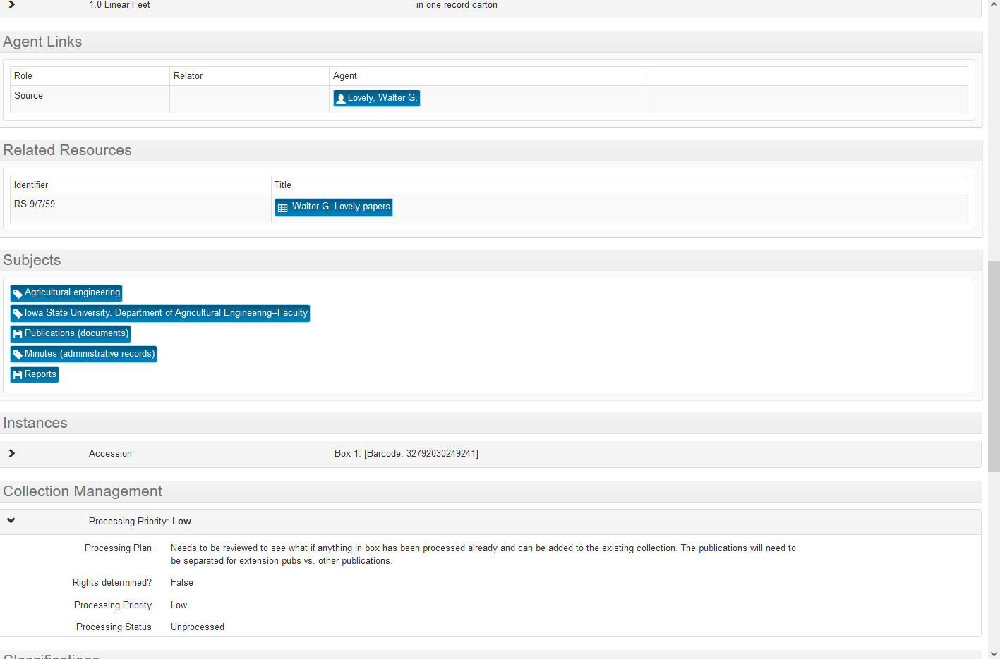 1.0 Linear Feet in one record carton
Agent Links
Role Relator Agent
Source Lovely, Walter G.
Related Resources
Identifier Title
RS 9/7/59 Walter G. Lovely papers
Subjects
Agricultural engineering
Iowa State University. Department of Agricultural Engineering--Faculty
Publications (documents)
Minutes (administrative records)
Reports
Instances
Accession Box 1: [Barcode: 32792030249241]
Collection Management
Processing Priority: Low
Processing Plan Needs to be reviewed to see what if anything in box has been processed already and can be added to the existing collection. The publications will need to
be separated for extension pubs vs. other publications.
Rights determined? False
Processing Priority Low
Processing Status Unprocessed
Classifications